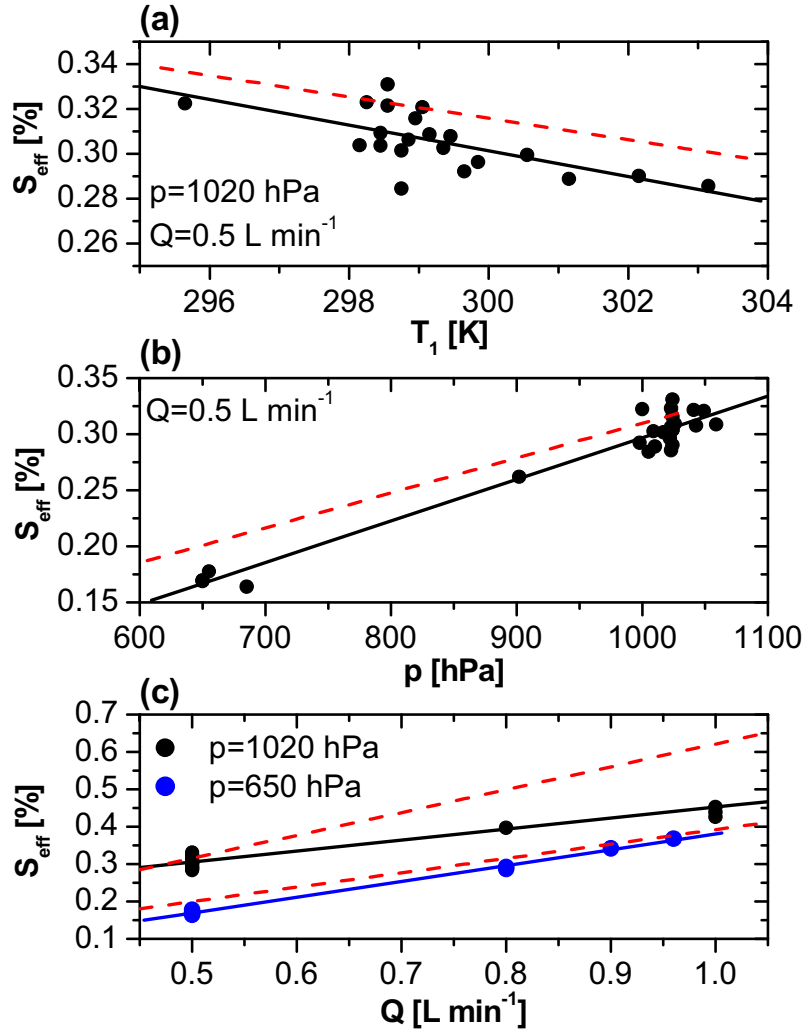 (a)
0.34
0.32
0.30
0.28
0.26
S_eff [%]
p=1020 hPa
Q=0.5 L min⁻¹
296 298 300 302 304
T₁ [K]
(b)
0.35
0.30
0.25
0.20
0.15
S_eff [%]
Q=0.5 L min⁻¹
600 700 800 900 1000 1100
p [hPa]
(c)
0.7
0.6
0.5
0.4
0.3
0.2
0.1
S_eff [%]
p=1020 hPa
p=650 hPa
0.5 0.6 0.7 0.8 0.9 1.0
Q [L min⁻¹]